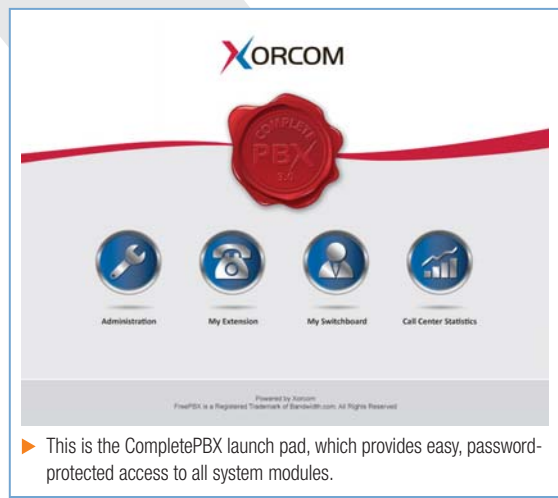 XORCOM
COMPLETE
PBX
3.0
Administration
My Extension
My Switchboard
Call Center Statistics
Powered by Xorcom
FreePBX is a Registered Trademark of Bandwidth.com. All Rights Reserved
This is the CompletePBX launch pad, which provides easy, password-
protected access to all system modules.